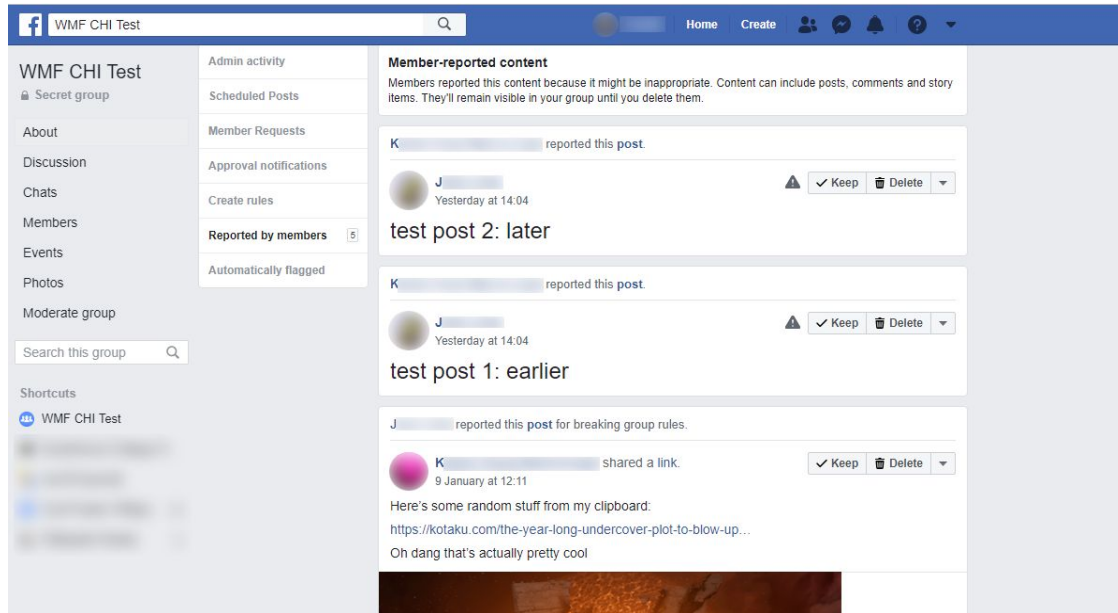 f
WMF CHI Test
Home
Create
WMF CHI Test
Secret group
About
Discussion
Chats
Members
Events
Photos
Moderate group
Search this group
Shortcuts
WMF CHI Test
Admin activity
Scheduled Posts
Member Requests
Approval notifications
Create rules
Reported by members 5
Automatically flagged
Member-reported content
Members reported this content because it might be inappropriate. Content can include posts, comments and story
items. They'll remain visible in your group until you delete them.
K reported this post.
J
Yesterday at 14:04
Keep Delete
test post 2: later
K reported this post.
J
Yesterday at 14:04
Keep Delete
test post 1: earlier
J reported this post for breaking group rules.
K shared a link.
9 January at 12:11
Keep Delete
Here's some random stuff from my clipboard:
https://kotaku.com/the-year-long-undercover-plot-to-blow-up…
Oh dang that's actually pretty cool